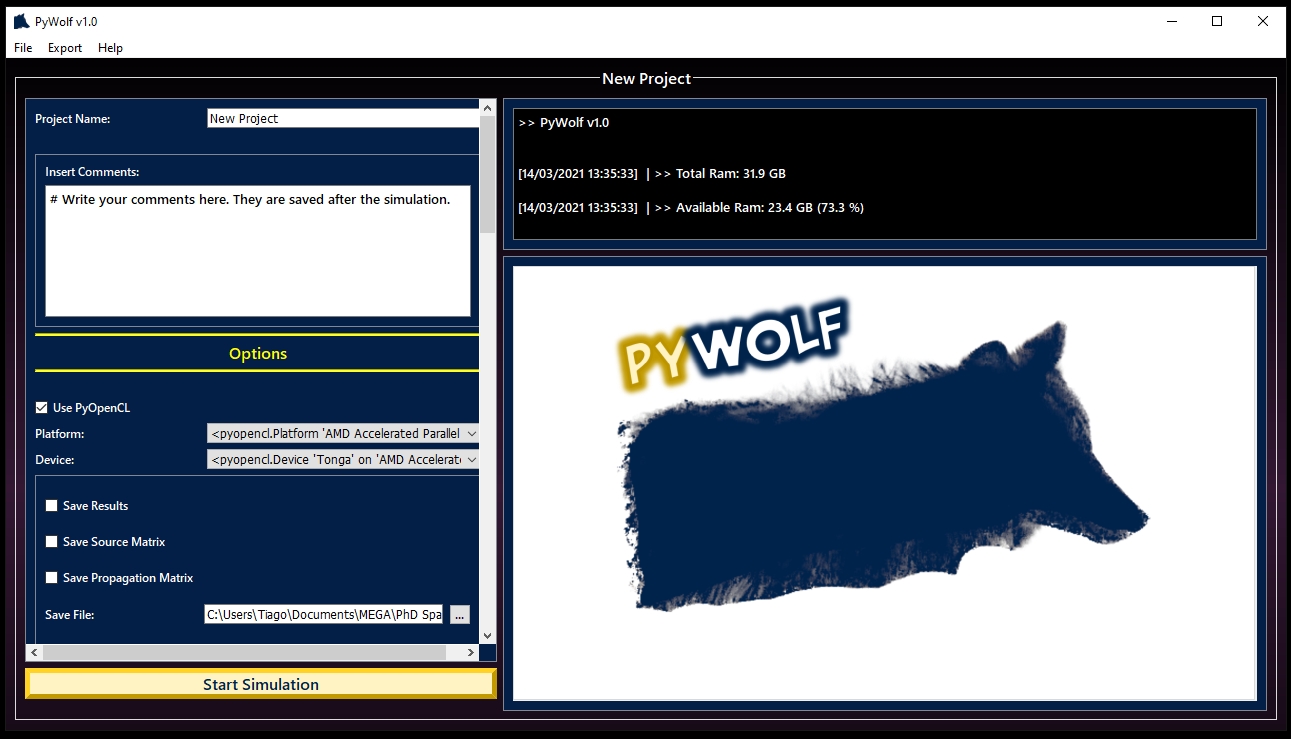 PyWolf v1.0
File Export Help
New Project
Project Name: New Project
Insert Comments:
# Write your comments here. They are saved after the simulation.
Options
Use PyOpenCL
Platform: <pyopencl.Platform 'AMD Accelerated Parallel
Device: <pyopencl.Device 'Tonga' on 'AMD Accelerat
Save Results
Save Source Matrix
Save Propagation Matrix
Save File: C:\Users\Tiago\Documents\MEGA\PhD Spa ...
Start Simulation
>> PyWolf v1.0
[14/03/2021 13:35:33] | >> Total Ram: 31.9 GB
[14/03/2021 13:35:33] | >> Available Ram: 23.4 GB (73.3 %)
PYWOLF